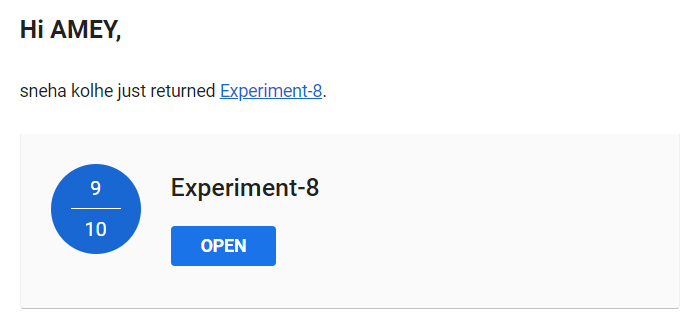 Hi AMEY,
sneha kolhe just returned Experiment-8.
9
10
Experiment-8
OPEN